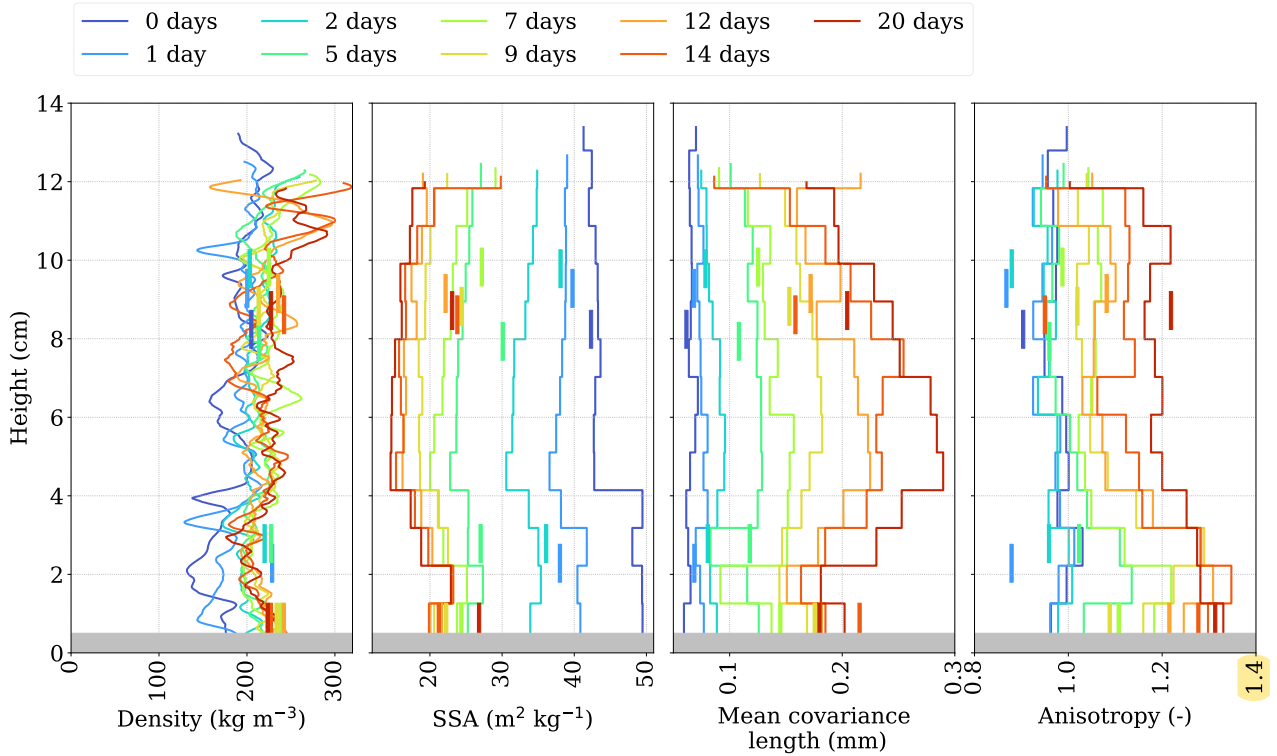 0 days 2 days 7 days 12 days 20 days
1 day 5 days 9 days 14 days
14
12
10
8
6
4
2
0
Height (cm)
0 100 200 300
Density (kg m⁻³)
20 30 40 50
SSA (m² kg⁻¹)
0.1 0.2 0.3
Mean covariance
length (mm)
0.8 1.0 1.2 1.4
Anisotropy (-)